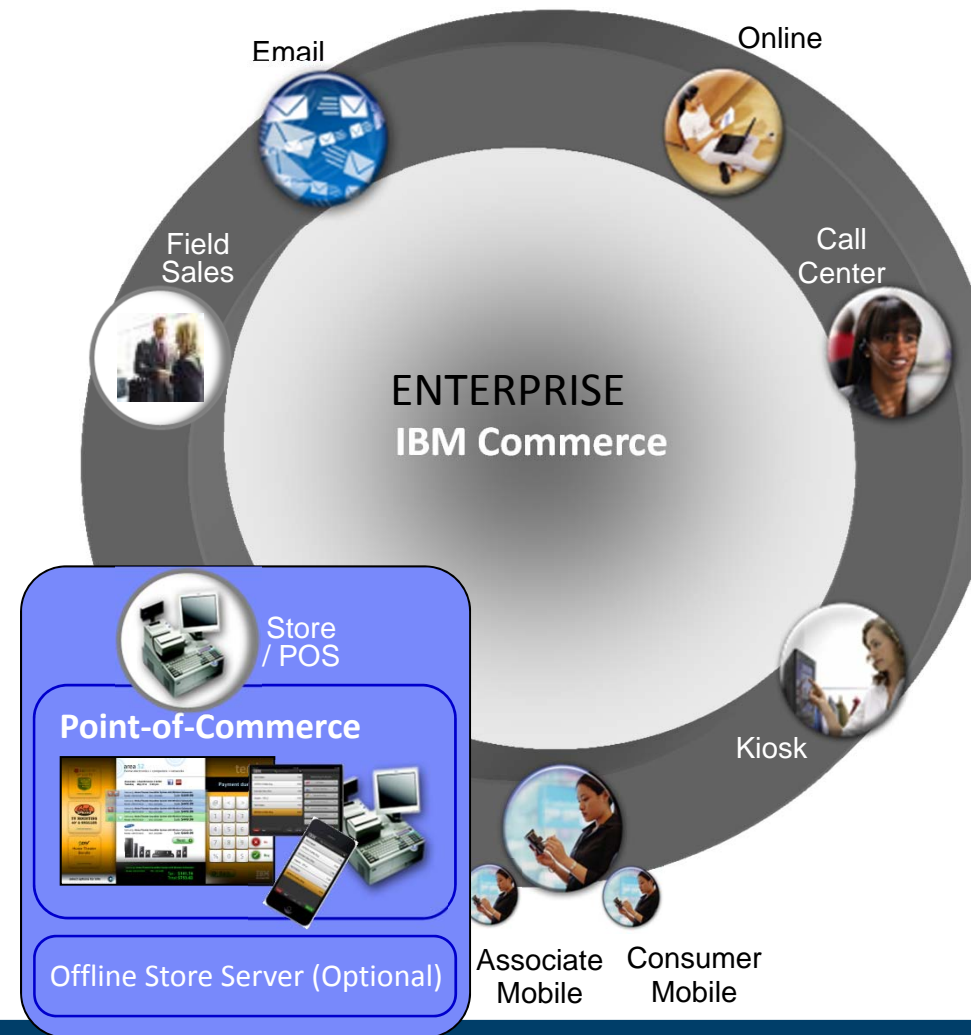 Email
Online
Field
Sales
Call
Center
ENTERPRISE
IBM Commerce
Store
/ POS
Point-of-Commerce
Kiosk
Offline Store Server (Optional)
Associate
Mobile
Consumer
Mobile